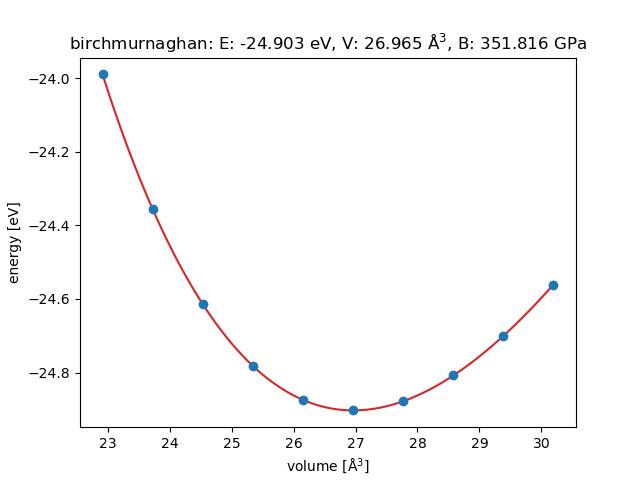 birchmurnaghan: E: -24.903 eV, V: 26.965 Å³, B: 351.816 GPa
−24.0
−24.2
−24.4
−24.6
−24.8
energy [eV]
23 24 25 26 27 28 29 30
volume [Å³]